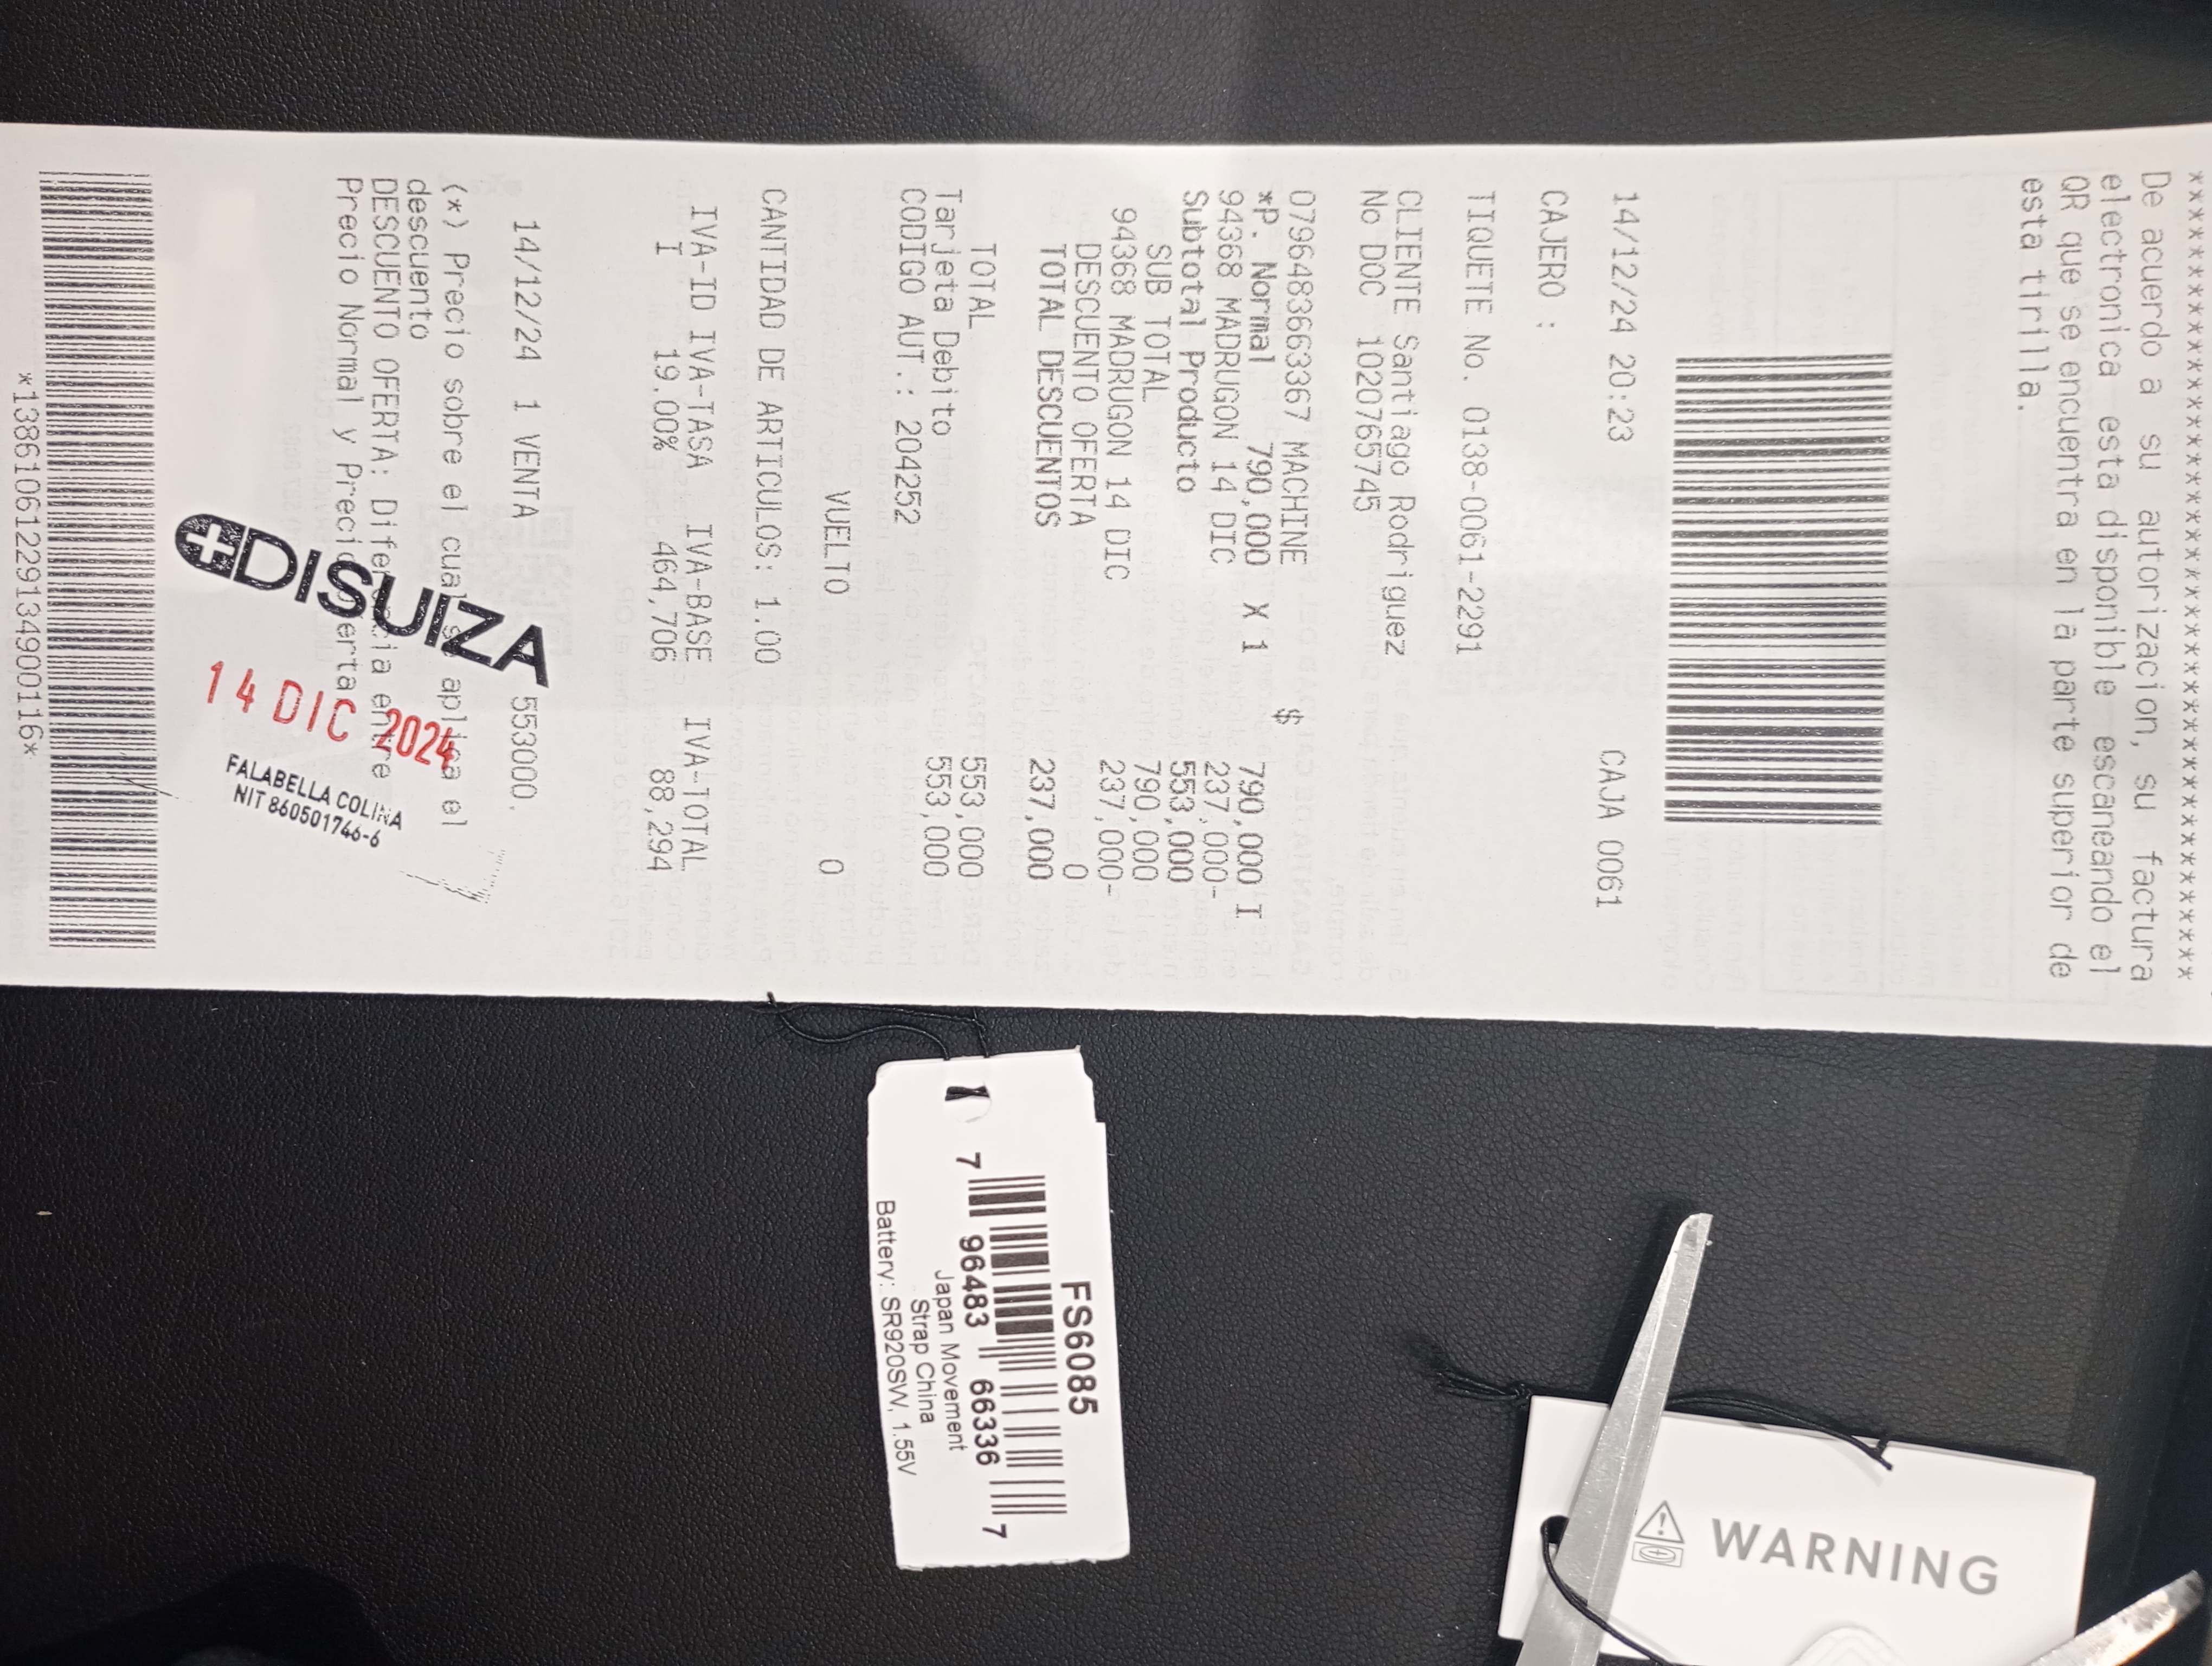 ******************************************
De acuerdo a su autorizacion, su factura
electronica esta disponible escaneando el
QR que se encuentra en la parte superior de
esta tirilla.
14/12/24 20:23 CAJA 0061
CAJERO :
TIQUETE No. 0138-0061-2291
CLIENTE Santiago Rodriguez
No DOC 1020765745
0796483663367 MACHINE $
*P. Normal 790,000 X 1 790,000 I
94368 MADRUGON 14 DIC 237,000-
Subtotal Producto 553,000
SUB TOTAL 790,000
94368 MADRUGON 14 DIC 237,000-
DESCUENTO OFERTA 0
TOTAL DESCUENTOS 237,000
TOTAL 553,000
Tarjeta Debito 553,000
CODIGO AUT.: 204252
VUELTO 0
CANTIDAD DE ARTICULOS: 1.00
IVA-ID IVA-TASA IVA-BASE IVA-TOTAL
I 19.00% 464,706 88,294
14/12/24 1 VENTA 553000.
(*) Precio sobre el cual aplica el
descuento
DESCUENTO OFERTA: Diferencia entre
Precio Normal y Precio
DISUIZA
14 DIC 2024
FALABELLA COLINA
NIT 860501746-6
*13861061229134900116*
FS6085
7 96483 66336 7
Japan Movement
Strap China
Battery: SR920SW, 1.55V
WARNING